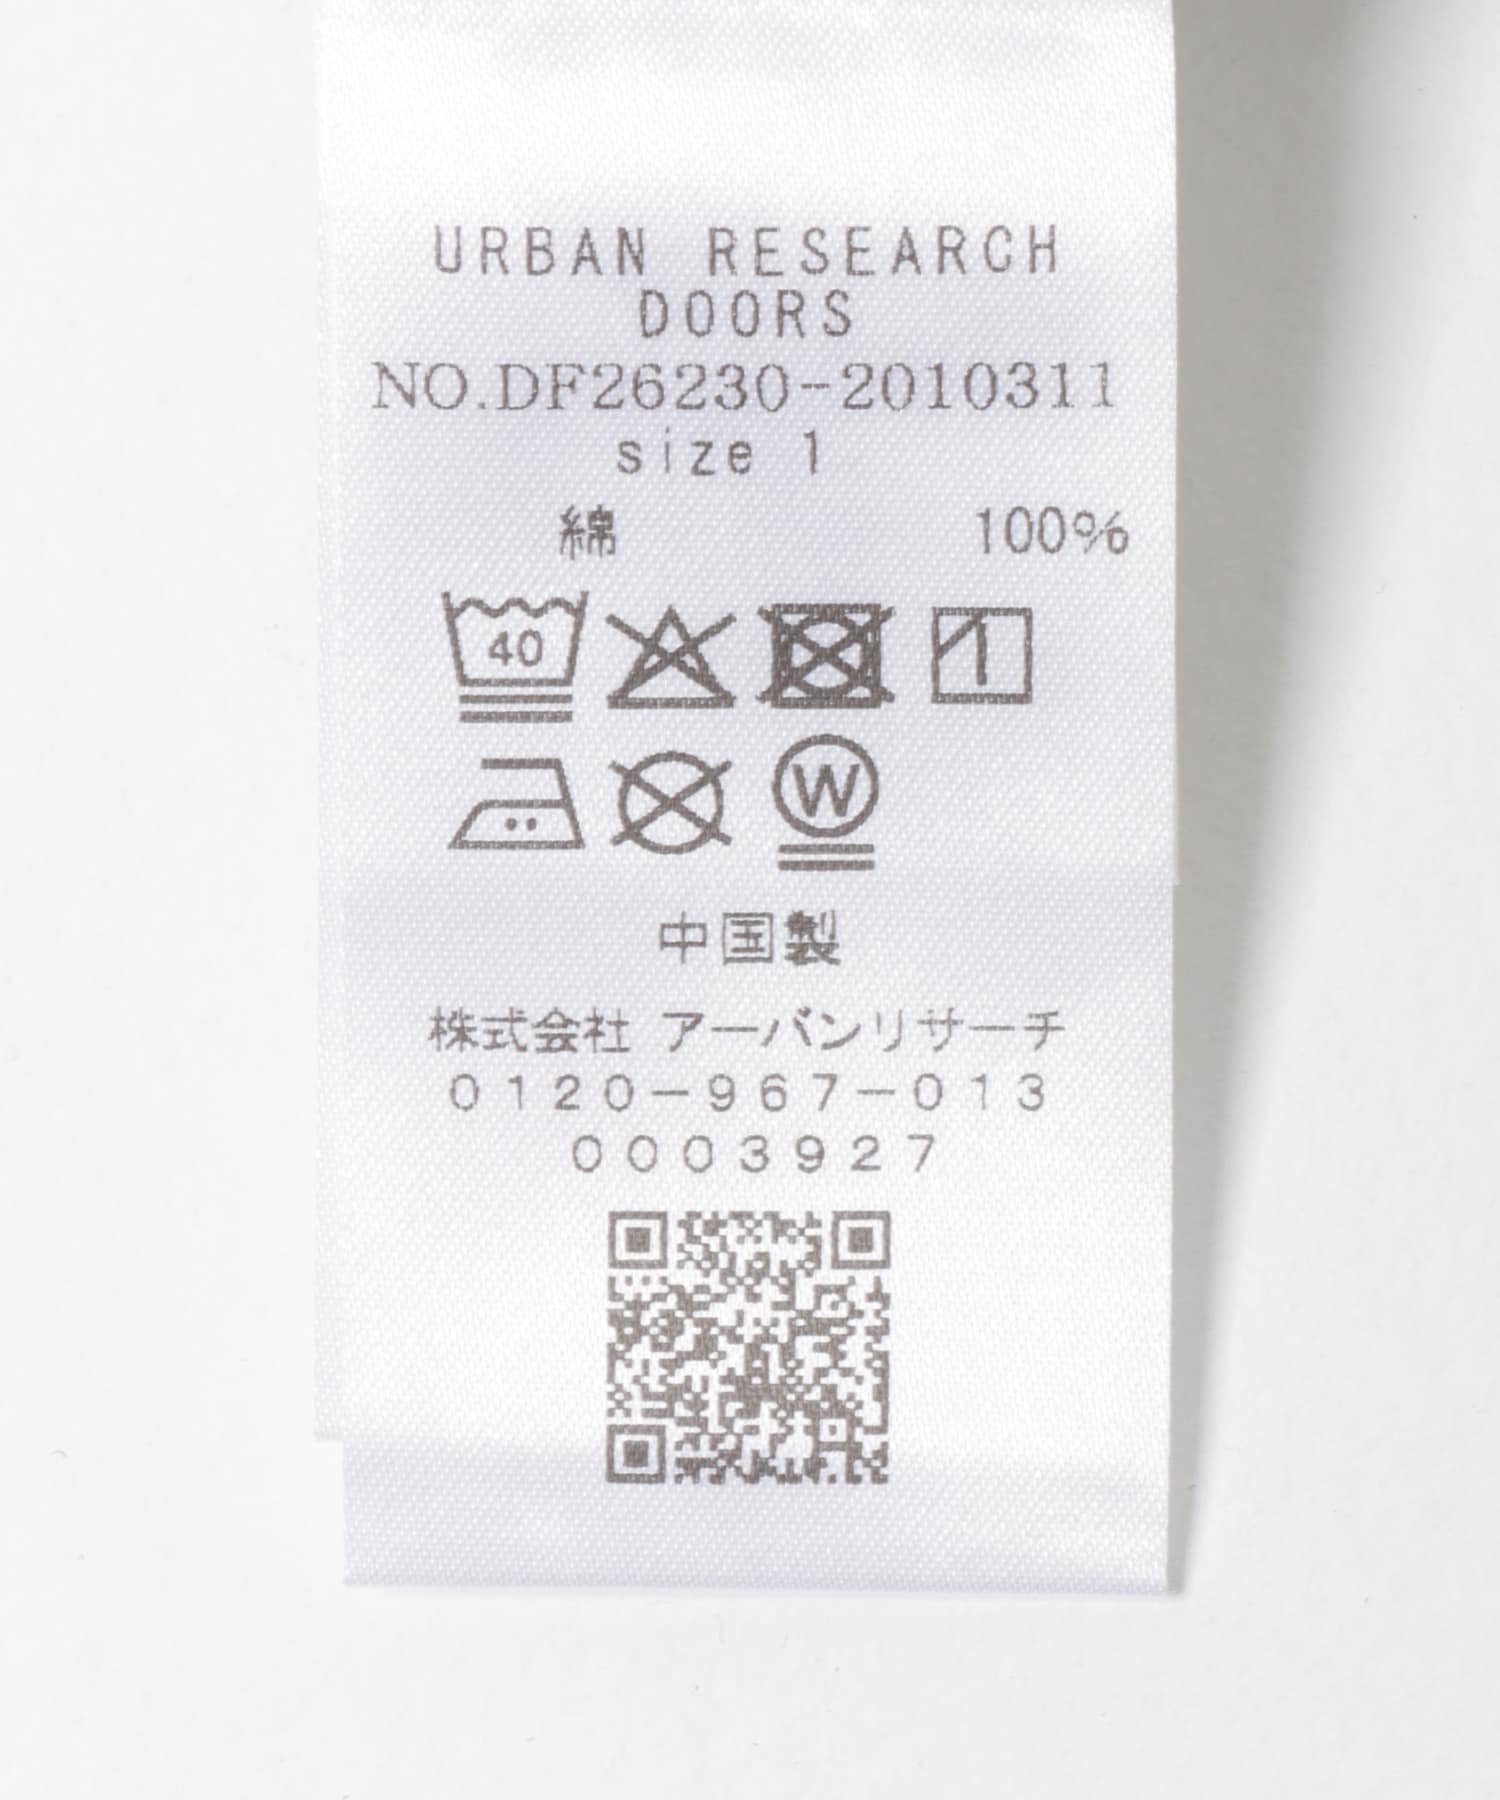 URBAN RESEARCH
DOORS
NO.DF26230-2010311
size 1
綿 100%
40
W
中国製
株式会社 アーバンリサーチ
0120-967-013
0003927